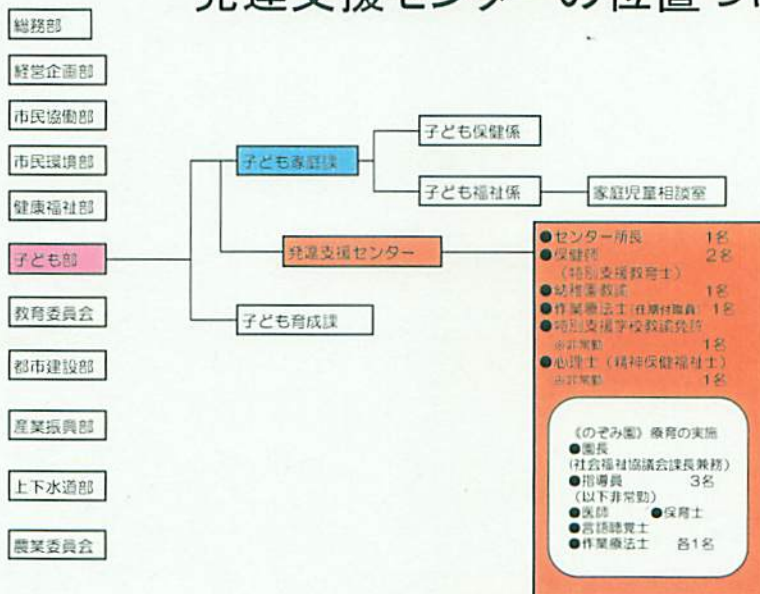 発達支援センターの位置づけ
総務部
経営企画部
市民協働部
市民環境部
健康福祉部
子ども部
教育委員会
都市建設部
産業振興部
上下水道部
農業委員会
子ども家庭課
発達支援センター
子ども育成課
子ども保健係
子ども福祉係
家庭児童相談室
●センター所長 1名
●保健師 2名
(特別支援教育士)
●幼稚園教諭 1名
●作業療法士(任期付職員) 1名
●特別支援学校教諭免許
※非常勤 1名
●心理士(精神保健福祉士)
※非常勤 1名
《のぞみ園》療育の実施
●園長
(社会福祉協議会課長兼務)
●指導員 3名
(以下非常勤)
●医師 ●保育士
●言語聴覚士
●作業療法士 各1名